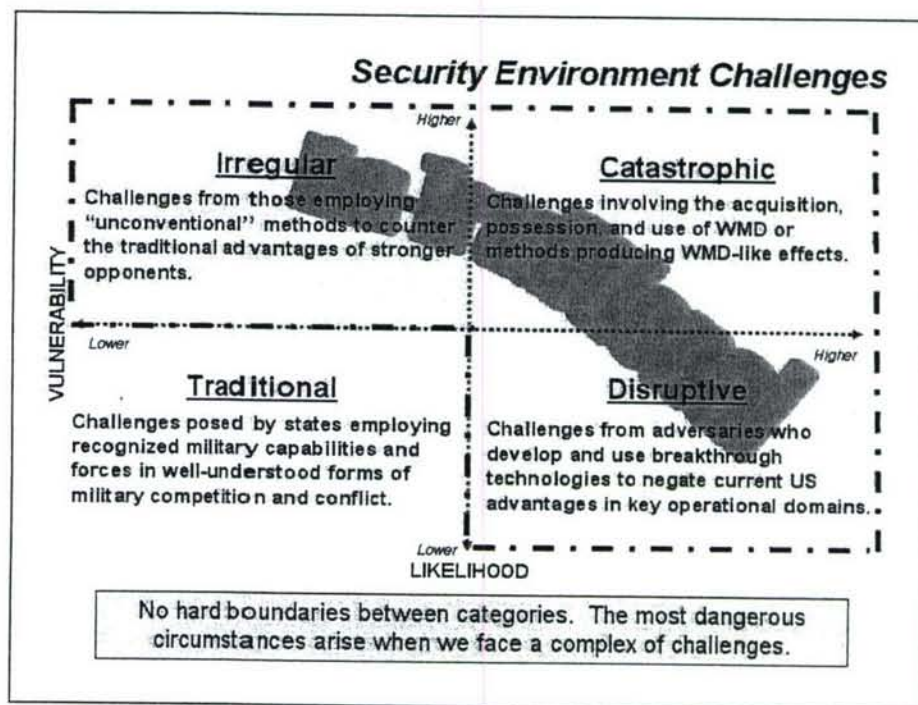 Security Environment Challenges
Higher
Irregular
Challenges from those employing
“unconventional” methods to counter
the traditional advantages of stronger
opponents.
Catastrophic
Challenges involving the acquisition,
possession, and use of WMD or
methods producing WMD-like effects.
VULNERABILITY
Lower
Higher
Traditional
Challenges posed by states employing
recognized military capabilities and
forces in well-understood forms of
military competition and conflict.
Disruptive
Challenges from adversaries who
develop and use breakthrough
technologies to negate current US
advantages in key operational domains.
Lower
LIKELIHOOD
No hard boundaries between categories. The most dangerous
circumstances arise when we face a complex of challenges.